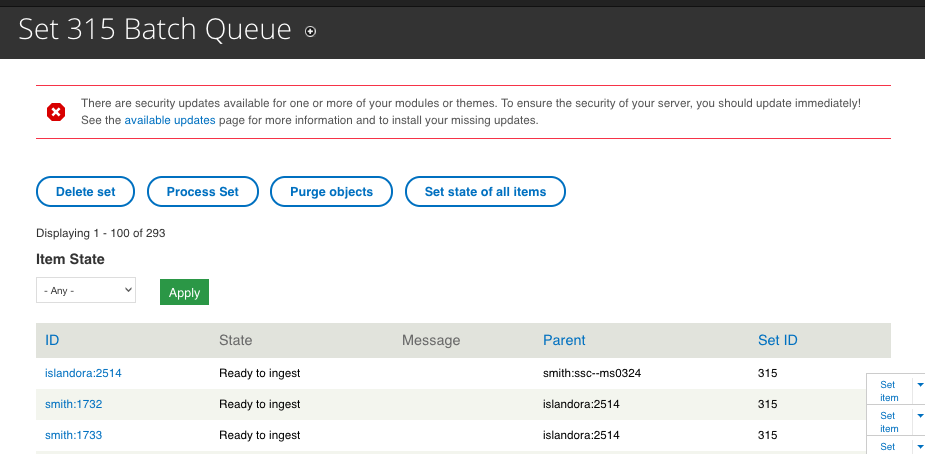 Set 315 Batch Queue
There are security updates available for one or more of your modules or themes. To ensure the security of your server, you should update immediately!
See the available updates page for more information and to install your missing updates.
Delete set Process Set Purge objects Set state of all items
Displaying 1 - 100 of 293
Item State
- Any - Apply
ID State Message Parent Set ID
islandora:2514 Ready to ingest smith:ssc--ms0324 315
Set
item
smith:1732 Ready to ingest islandora:2514 315
Set
item
smith:1733 Ready to ingest islandora:2514 315
Set